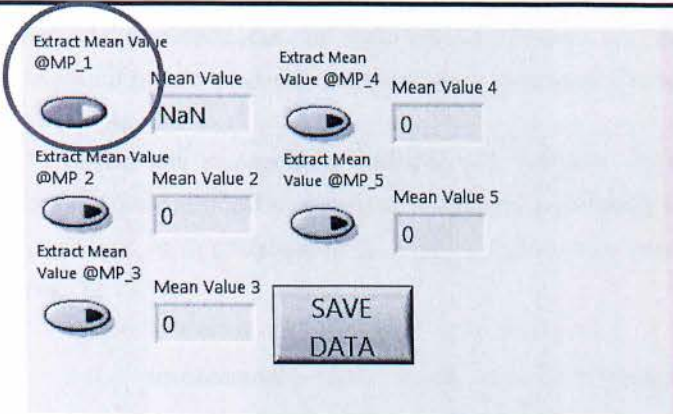 Extract Mean Value
@MP_1
Mean Value
NaN
Extract Mean
Value @MP_4
Mean Value 4
0
Extract Mean Value
@MP 2
Mean Value 2
0
Extract Mean
Value @MP_5
Mean Value 5
0
Extract Mean
Value @MP_3
Mean Value 3
0
SAVE
DATA